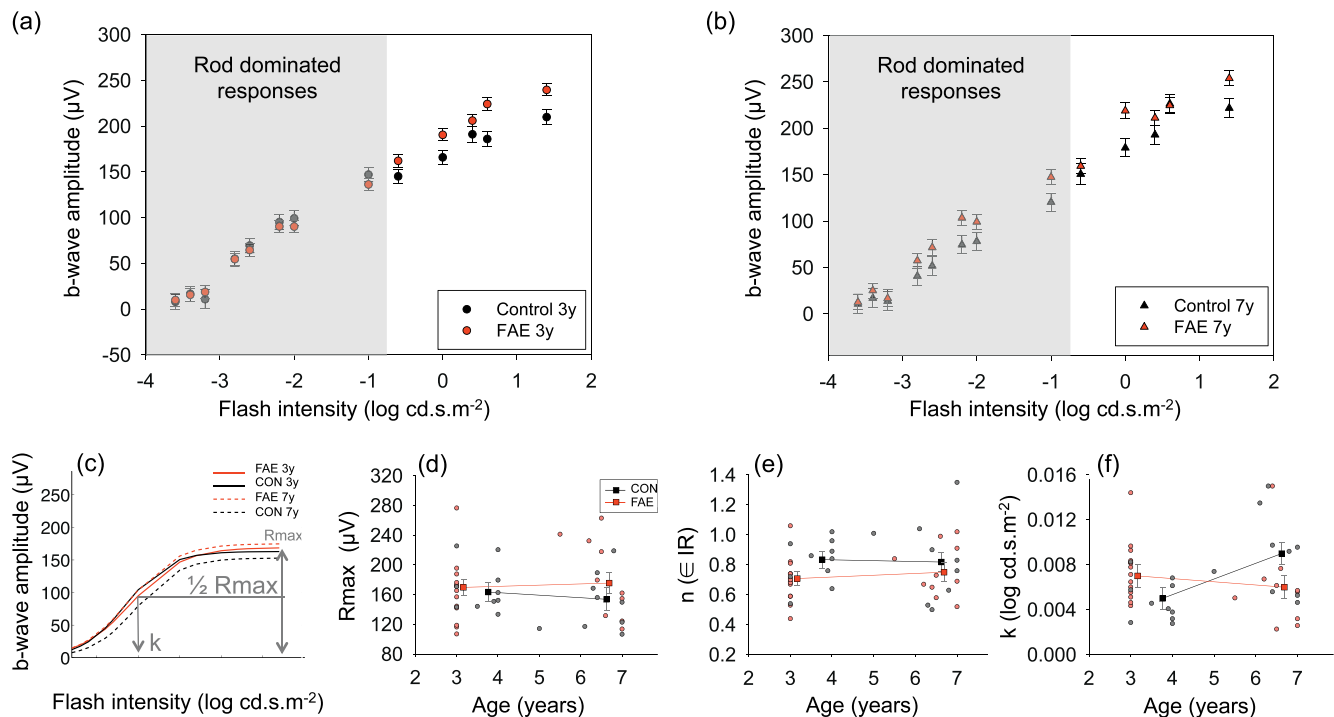 (a)
b-wave amplitude (µV)
300
250
200
150
100
50
0
-50
Rod dominated
responses
Control 3y
FAE 3y
-4 -3 -2 -1 0 1 2
Flash intensity (log cd.s.m-2)
(b)
b-wave amplitude (µV)
300
250
200
150
100
50
0
Rod dominated
responses
Control 7y
FAE 7y
-4 -3 -2 -1 0 1 2
Flash intensity (log cd.s.m-2)
(c)
b-wave amplitude (µV)
250
200
150
100
50
0
FAE 3y
CON 3y
FAE 7y
CON 7y
Rmax
½ Rmax
k
Flash intensity (log cd.s.m-2)
(d)
Rmax (µV)
320
280
240
200
160
120
80
CON
FAE
2 3 4 5 6 7
Age (years)
(e)
n (∈ IR)
1.4
1.2
1.0
0.8
0.6
0.4
0.2
2 3 4 5 6 7
Age (years)
(f)
k (log cd.s.m-2)
0.016
0.012
0.008
0.004
0.000
2 3 4 5 6 7
Age (years)